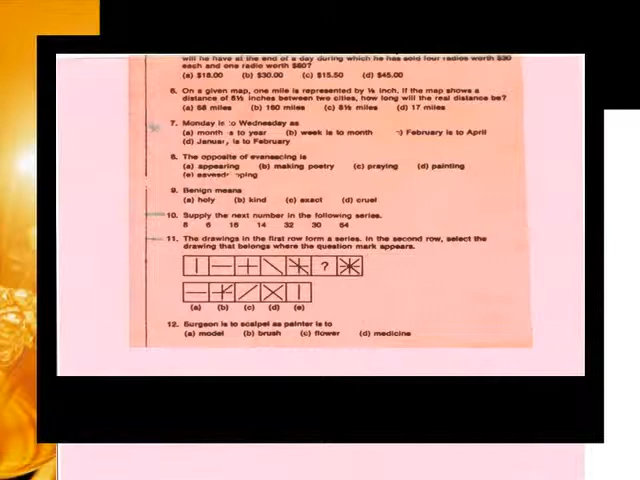 will he have at the end of a day during which he has sold four radios worth $30
each and one radio worth $60?
(a) $18.00 (b) $30.00 (c) $15.50 (d) $45.00
6. On a given map, one mile is represented by ⅛ inch. If the map shows a
distance of 8½ inches between two cities, how long will the real distance be?
(a) 68 miles (b) 160 miles (c) 8½ miles (d) 17 miles
7. Monday is to Wednesday as
(a) month is to year (b) week is to month (c) February is to April
(d) January is to February
8. The opposite of evanescing is
(a) appearing (b) making poetry (c) praying (d) painting
(e)
9. Benign means
(a) holy (b) kind (c) exact (d) cruel
10. Supply the next number in the following series.
8 6 16 14 32 30 64
11. The drawings in the first row form a series. In the second row, select the
drawing that belongs where the question mark appears.
?
(a) (b) (c) (d) (e)
12. Surgeon is to scalpel as painter is to
(a) model (b) brush (c) flower (d) medicine